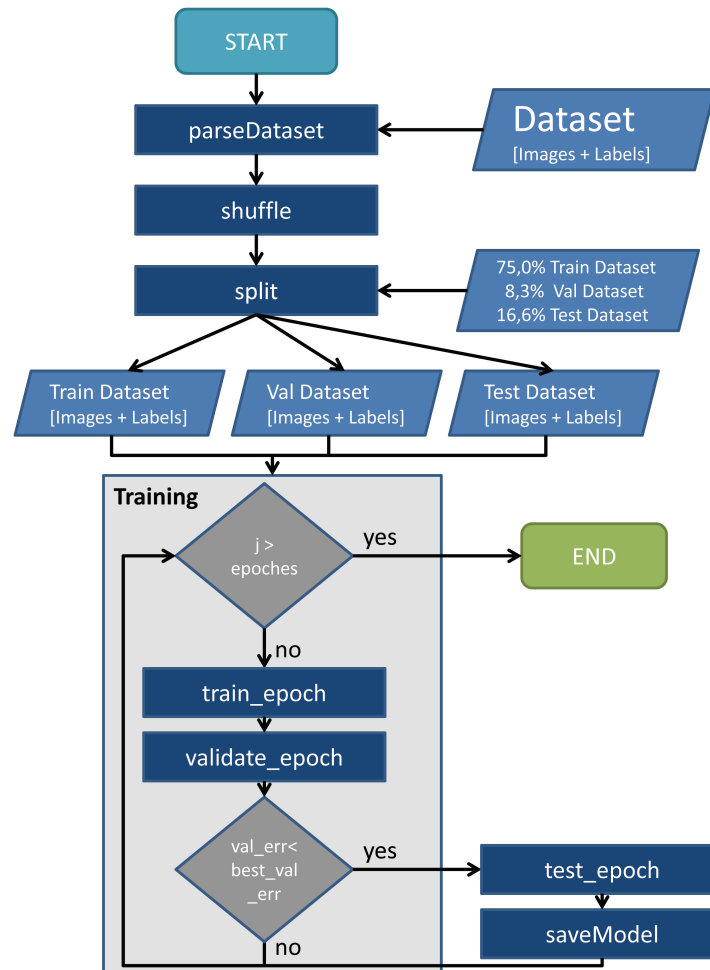 START
parseDataset
Dataset
[Images + Labels]
shuffle
split
75,0% Train Dataset
8,3% Val Dataset
16,6% Test Dataset
Train Dataset
[Images + Labels]
Val Dataset
[Images + Labels]
Test Dataset
[Images + Labels]
Training
j >
epoches
yes
END
no
train_epoch
validate_epoch
val_err<
best_val
_err
yes
test_epoch
saveModel
no